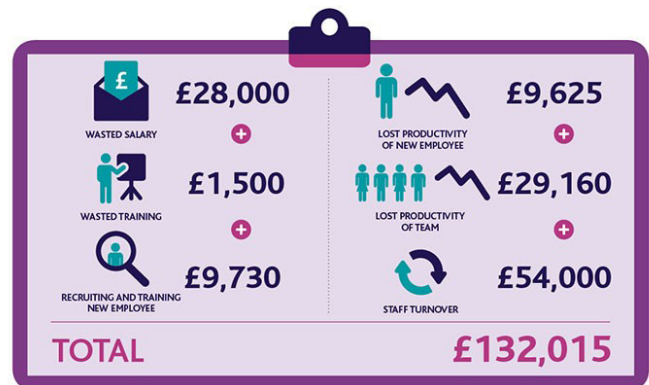 £
£28,000
WASTED SALARY
+
£1,500
WASTED TRAINING
+
£9,730
RECRUITING AND TRAINING
NEW EMPLOYEE
£9,625
LOST PRODUCTIVITY
OF NEW EMPLOYEE
+
£29,160
LOST PRODUCTIVITY
OF TEAM
+
£54,000
STAFF TURNOVER
TOTAL £132,015